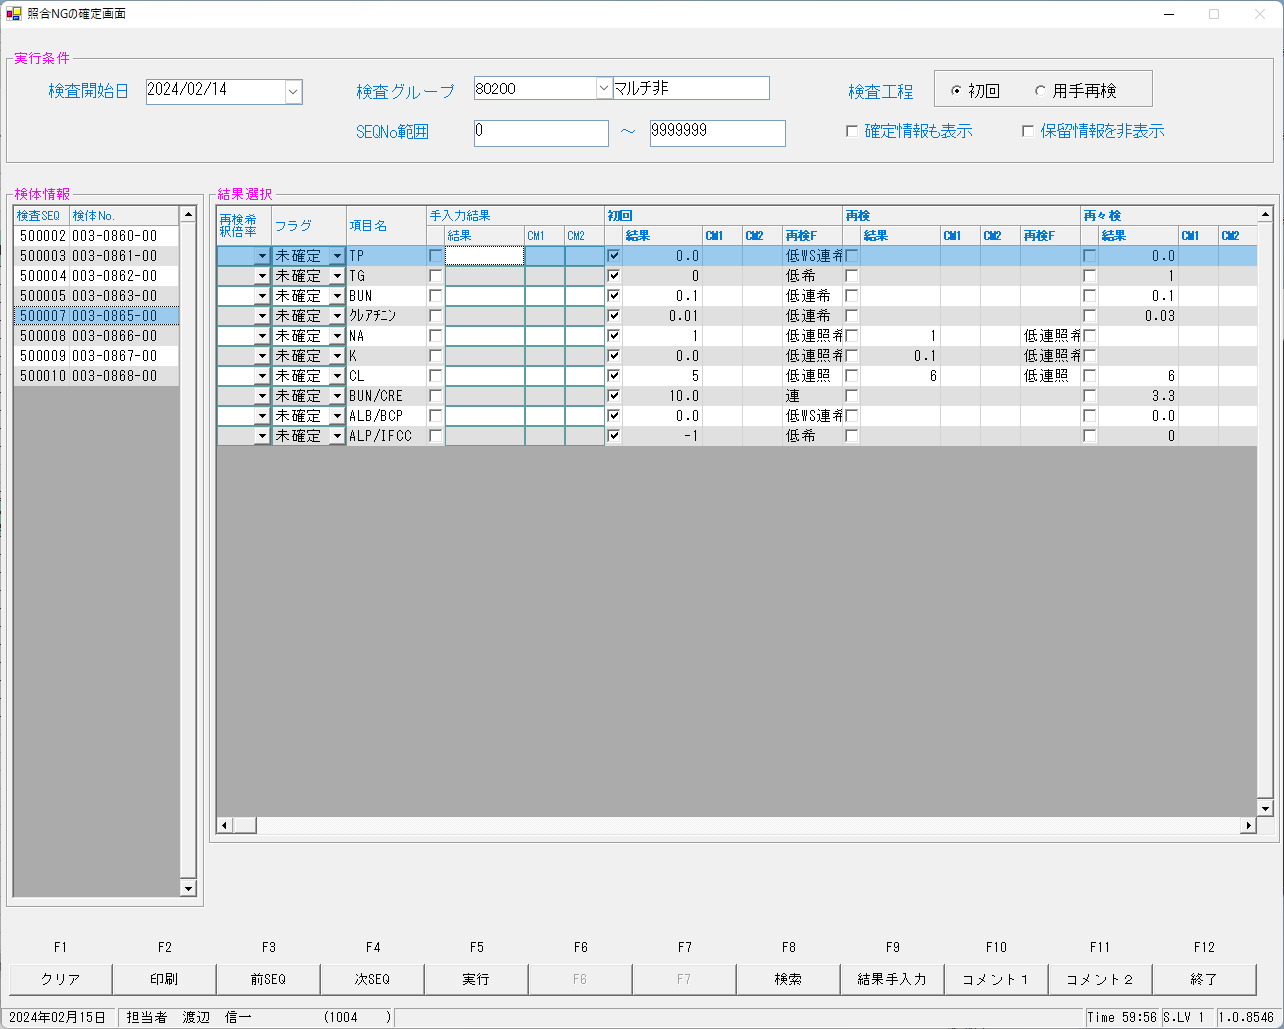 照合NGの確定画面
実行条件
検査開始日 2024/02/14 検査グループ 80200 マルチ非 検査工程 初回 用手再検
SEQNo範囲 0 ～ 9999999 確定情報も表示 保留情報を非表示
検体情報
検査SEQ 検体No.
500002 003-0860-00
500003 003-0861-00
500004 003-0862-00
500005 003-0863-00
500007 003-0865-00
500008 003-0866-00
500009 003-0867-00
500010 003-0868-00
結果選択
再検希釈倍率 フラグ 項目名 手入力結果 初回 再検 再々検
結果 CM1 CM2 結果 CM1 CM2 再検F 結果 CM1 CM2 再検F 結果 CM1 CM2
未確定 TP 0.0 低WS連希 0.0
未確定 TG 0 低希 1
未確定 BUN 0.1 低連希 0.1
未確定 ｸﾚｱﾁﾆﾝ 0.01 低連希 0.03
未確定 NA 1 低連照希 1 低連照希
未確定 K 0.0 低連照希 0.1 低連照希
未確定 CL 5 低連照 6 低連照 6
未確定 BUN/CRE 10.0 連 3.3
未確定 ALB/BCP 0.0 低WS連希 0.0
未確定 ALP/IFCC -1 低希 0
F1 F2 F3 F4 F5 F6 F7 F8 F9 F10 F11 F12
クリア 印刷 前SEQ 次SEQ 実行 F6 F7 検索 結果手入力 コメント１ コメント２ 終了
2024年02月15日 担当者 渡辺 信一 (1004 ) Time 59:56 S.LV 1 1.0.8546